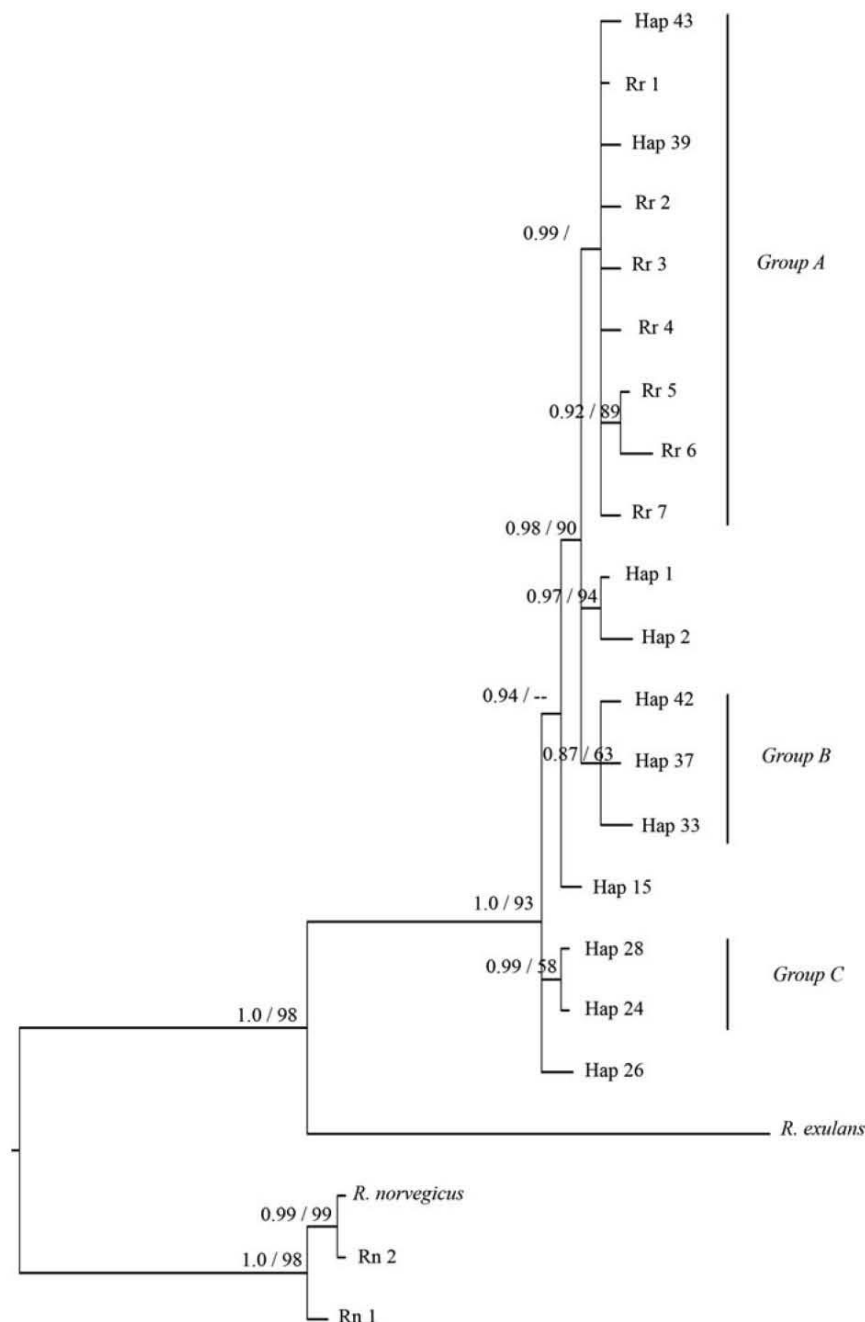 Hap 43
Rr 1
Hap 39
Rr 2
0.99 /
Rr 3
Group A
Rr 4
Rr 5
0.92 / 89
Rr 6
Rr 7
0.98 / 90
Hap 1
0.97 / 94
Hap 2
0.94 / --
Hap 42
0.87 / 63
Hap 37
Group B
Hap 33
Hap 15
1.0 / 93
Hap 28
0.99 / 58
Group C
Hap 24
1.0 / 98
Hap 26
R. exulans
R. norvegicus
0.99 / 99
Rn 2
1.0 / 98
Rn 1